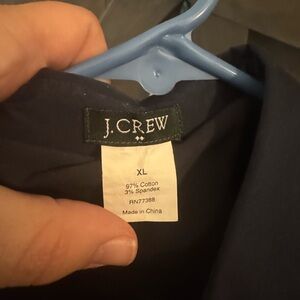 J.CREW
XL
97% Cotton
3% Spandex
RN77388
Made in China